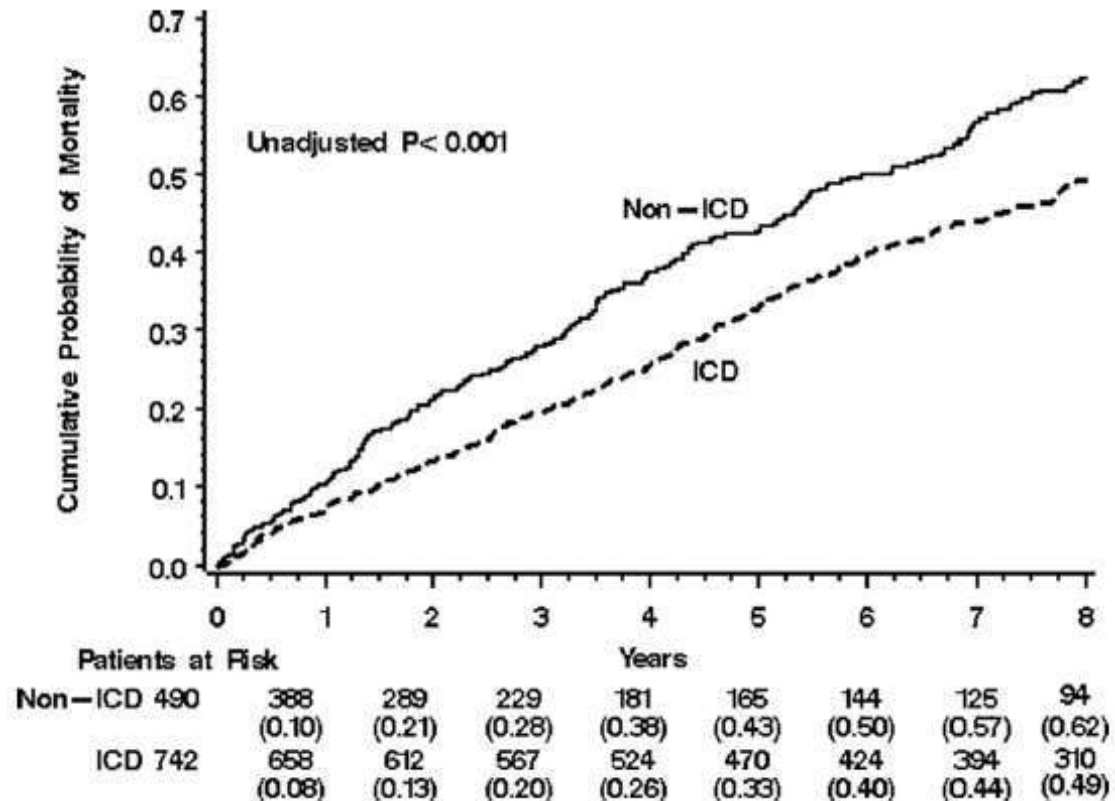 0.7
0.6
0.5
0.4
0.3
0.2
0.1
0.0
Cumulative Probability of Mortality
Unadjusted P< 0.001
Non-ICD
ICD
0 1 2 3 4 5 6 7 8
Patients at Risk Years
Non-ICD 490 388 289 229 181 165 144 125 94
(0.10) (0.21) (0.28) (0.38) (0.43) (0.50) (0.57) (0.62)
ICD 742 658 612 567 524 470 424 394 310
(0.08) (0.13) (0.20) (0.26) (0.33) (0.40) (0.44) (0.49)